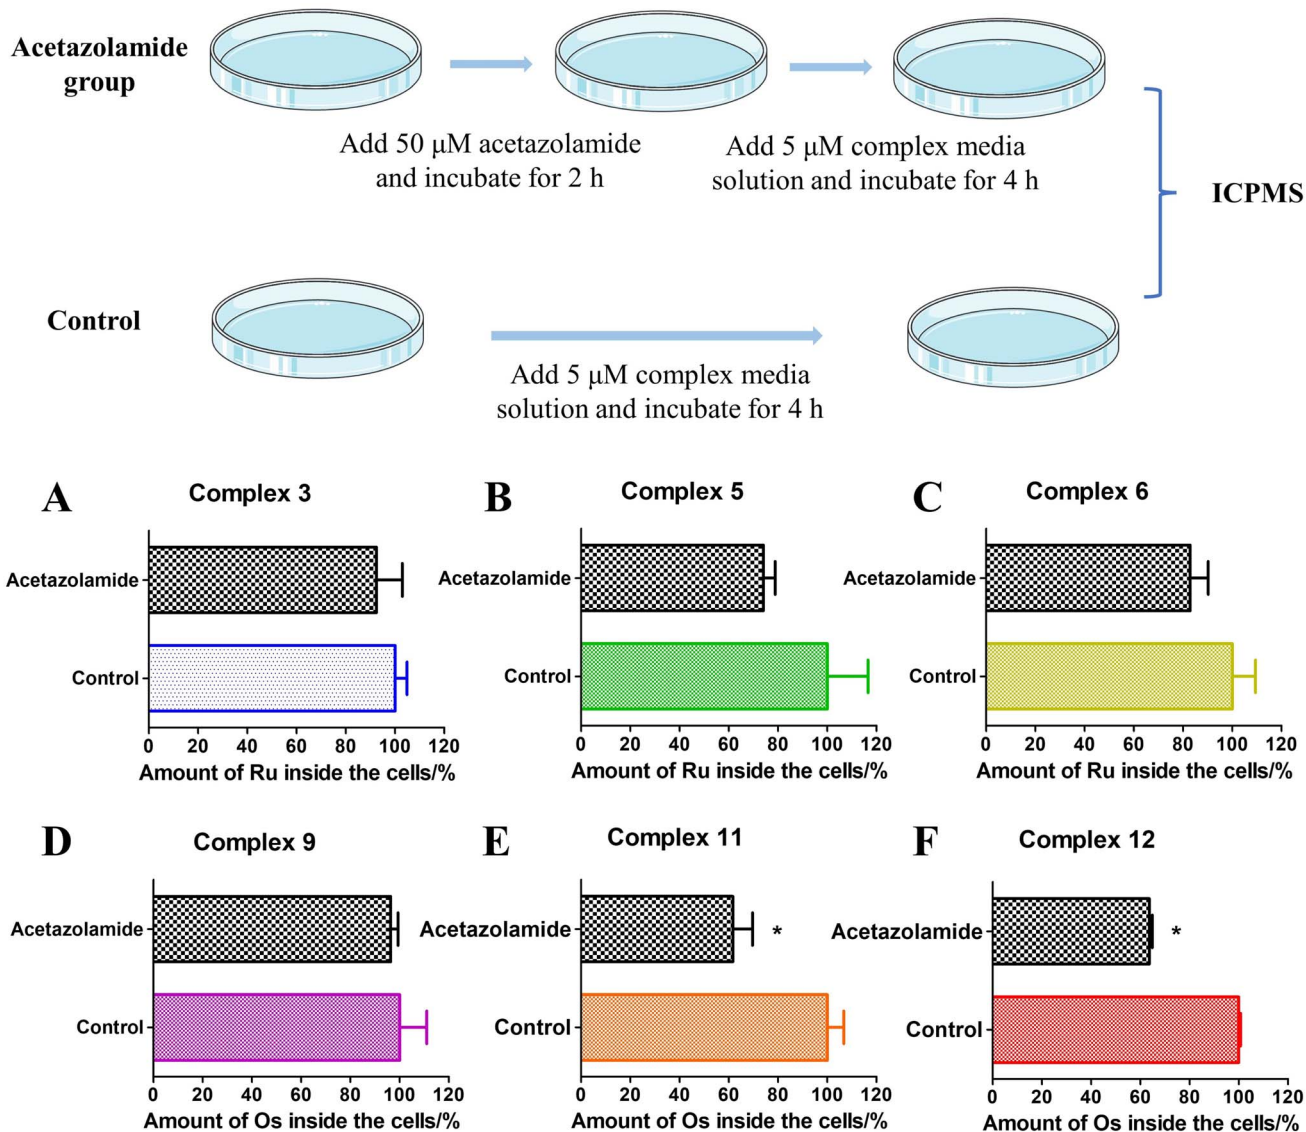 Acetazolamide
group
Add 50 μM acetazolamide
and incubate for 2 h
Add 5 μM complex media
solution and incubate for 4 h
ICPMS
Control
Add 5 μM complex media
solution and incubate for 4 h
A
Complex 3
Acetazolamide
Control
0 20 40 60 80 100 120
Amount of Ru inside the cells/%
B
Complex 5
Acetazolamide
Control
0 20 40 60 80 100 120
Amount of Ru inside the cells/%
C
Complex 6
Acetazolamide
Control
0 20 40 60 80 100 120
Amount of Ru inside the cells/%
D
Complex 9
Acetazolamide
Control
0 20 40 60 80 100 120
Amount of Os inside the cells/%
E
Complex 11
Acetazolamide
*
Control
0 20 40 60 80 100 120
Amount of Os inside the cells/%
F
Complex 12
Acetazolamide
*
Control
0 20 40 60 80 100 120
Amount of Os inside the cells/%